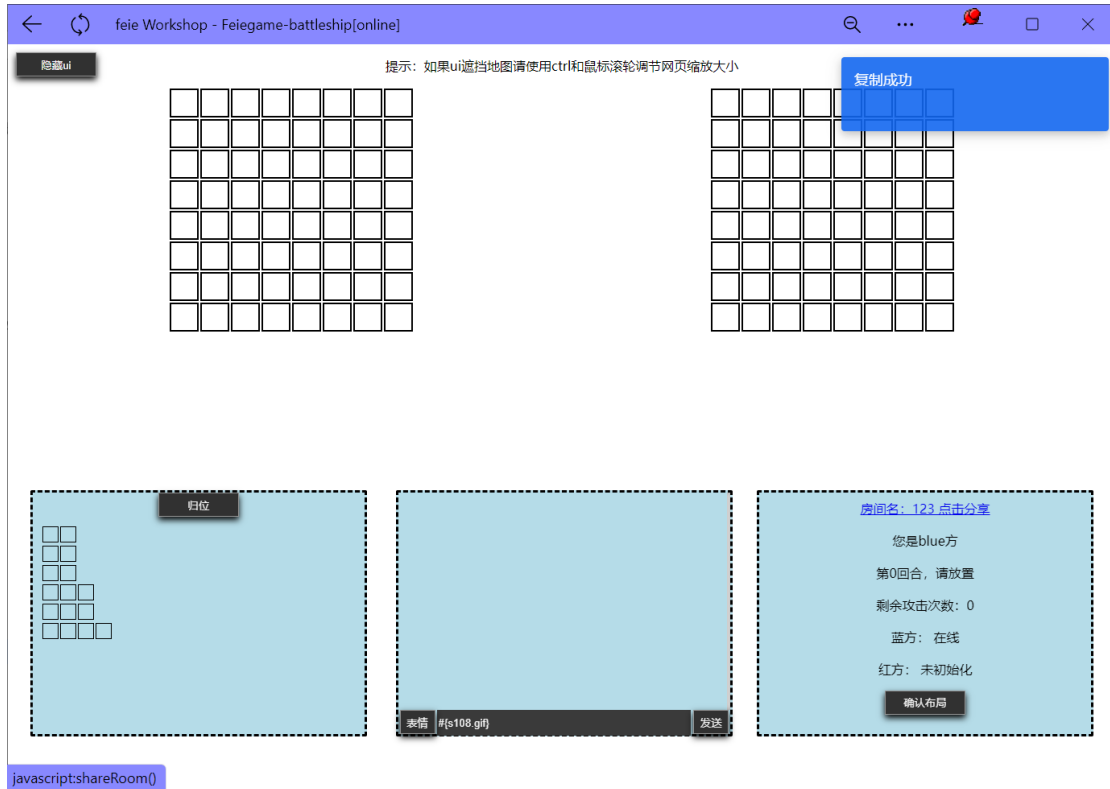 feie Workshop - Feiegame-battleship[online]
隐藏ui
提示：如果ui遮挡地图请使用ctrl和鼠标滚轮调节网页缩放大小
复制成功
归位
表情
#{s108.gif}
发送
房间名：123 点击分享
您是blue方
第0回合，请放置
剩余攻击次数：0
蓝方： 在线
红方： 未初始化
确认布局
javascript:shareRoom()